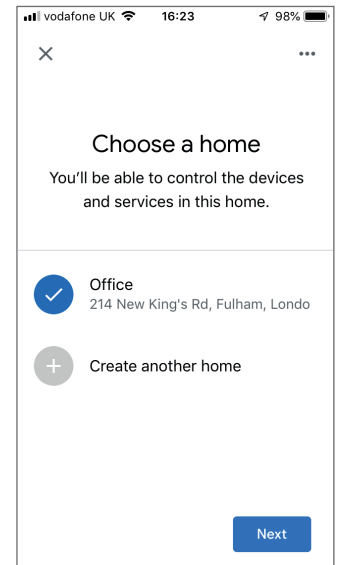 vodafone UK 16:23 98%
Choose a home
You'll be able to control the devices
and services in this home.
Office
214 New King's Rd, Fulham, Londo
Create another home
Next